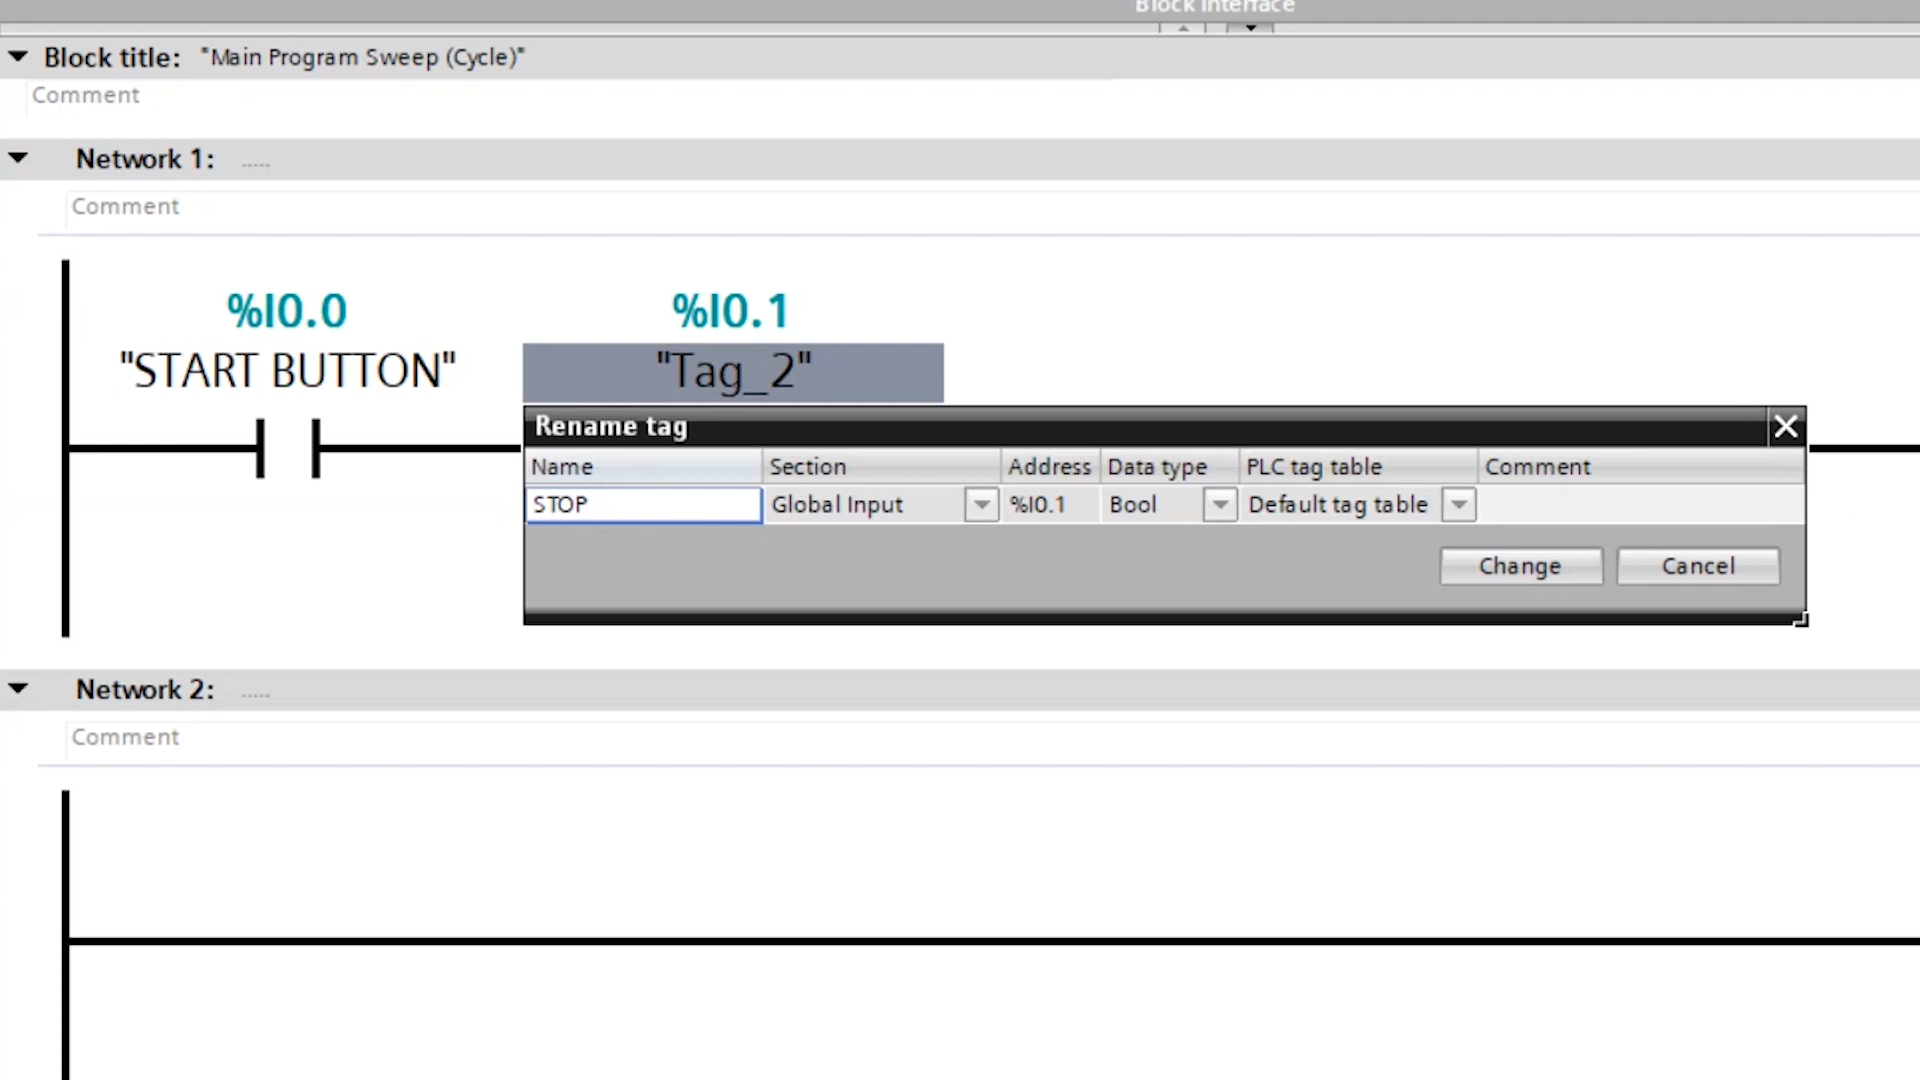 Block interface
Block title: "Main Program Sweep (Cycle)"
Comment
Network 1: .....
Comment
%I0.0 %I0.1
"START BUTTON" "Tag_2"
Rename tag
Name Section Address Data type PLC tag table Comment
STOP Global Input %I0.1 Bool Default tag table
Change Cancel
Network 2: .....
Comment